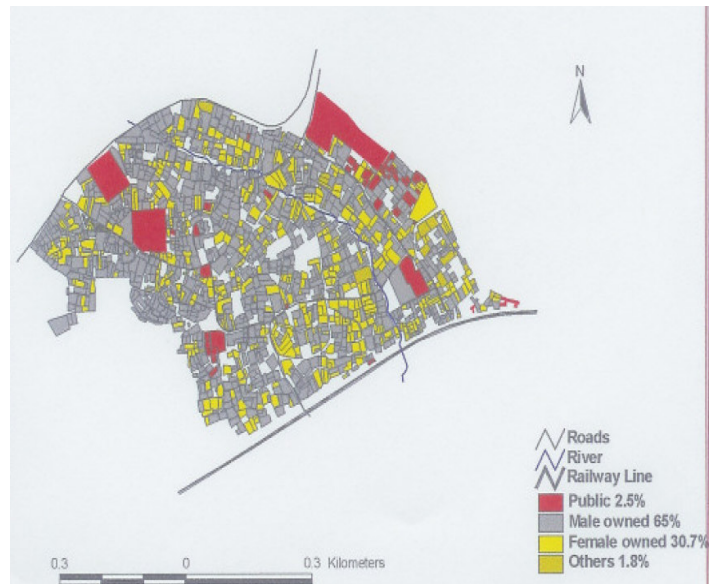 N
Roads
River
Railway Line
Public 2.5%
Male owned 65%
Female owned 30.7%
Others 1.8%
0.3 0 0.3 Kilometers